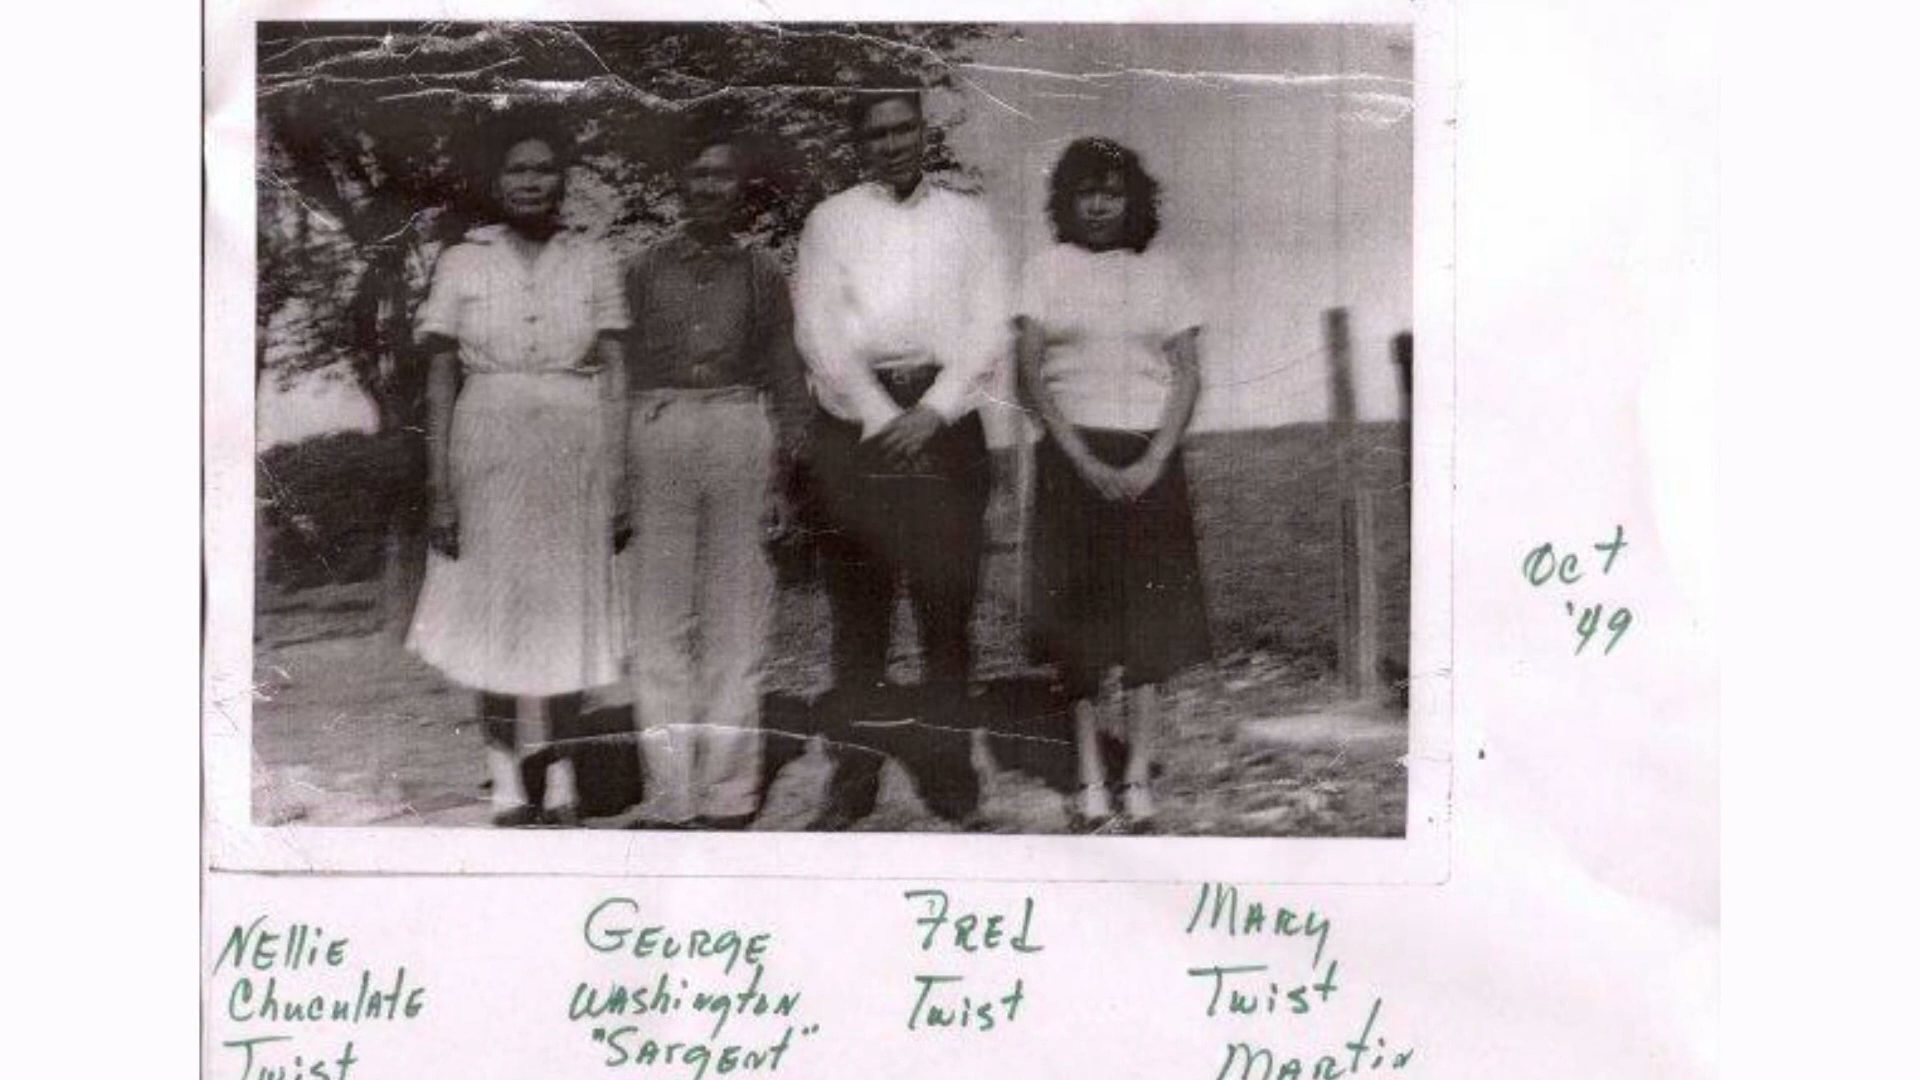 Oct
'49
NEllie
ChuculatE
Twist
GEORGE
Washington
"SArgEnt"
FREd
Twist
MARy
Twist
MARtin